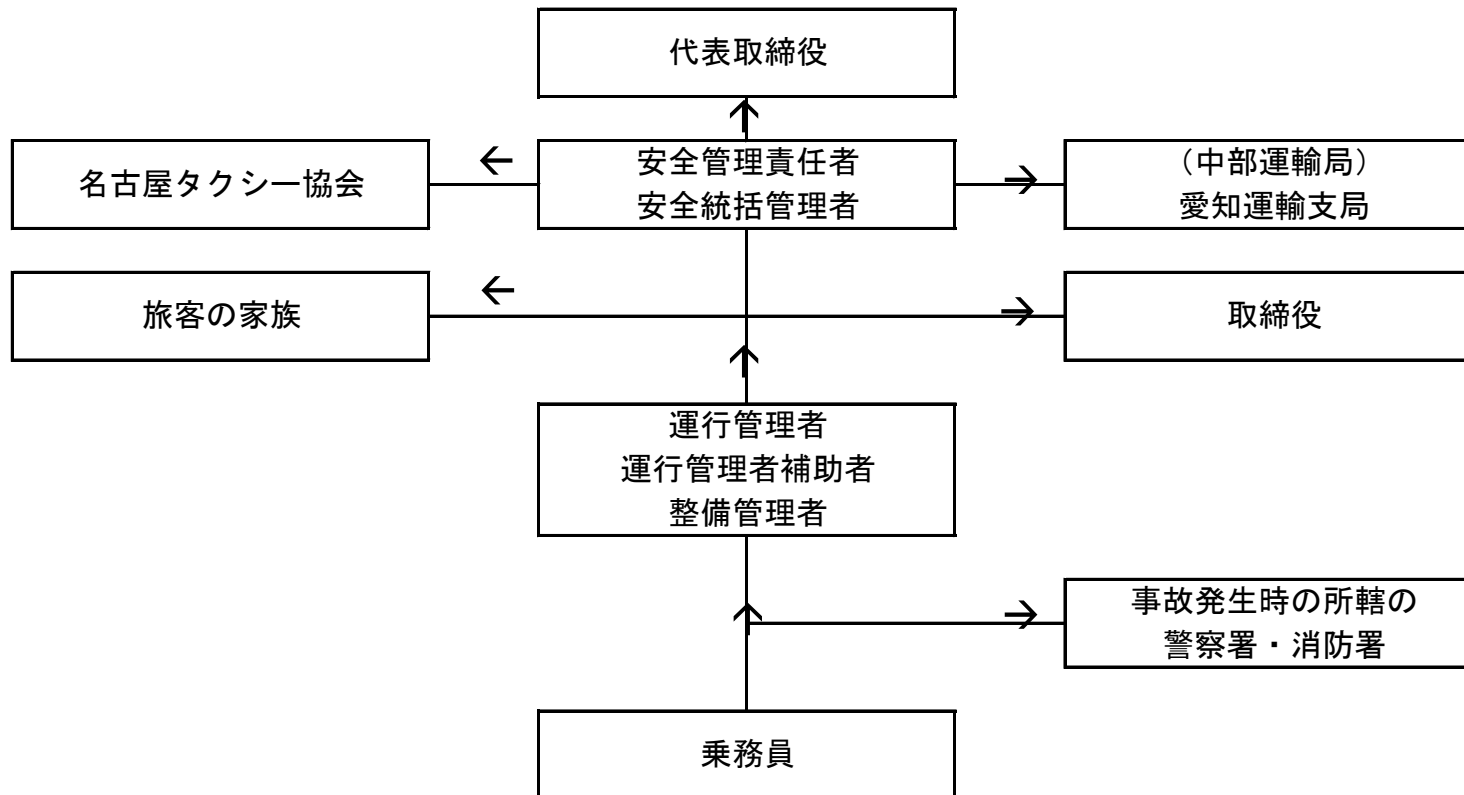 代表取締役
名古屋タクシー協会
安全管理責任者
安全統括管理者
（中部運輸局）
愛知運輸支局
旅客の家族
取締役
運行管理者
運行管理者補助者
整備管理者
事故発生時の所轄の
警察署・消防署
乗務員